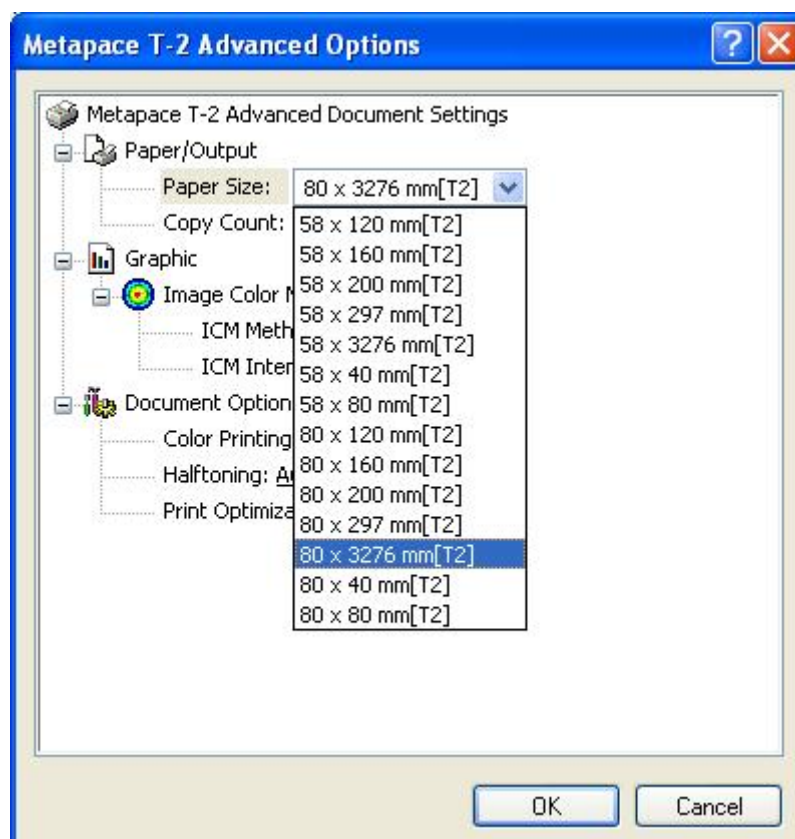 Metapace T-2 Advanced Options
Metapace T-2 Advanced Document Settings
Paper/Output
Paper Size: 80 x 3276 mm[T2]
Copy Count:
58 x 120 mm[T2]
58 x 160 mm[T2]
58 x 200 mm[T2]
58 x 297 mm[T2]
58 x 3276 mm[T2]
58 x 40 mm[T2]
58 x 80 mm[T2]
80 x 120 mm[T2]
80 x 160 mm[T2]
80 x 200 mm[T2]
80 x 297 mm[T2]
80 x 3276 mm[T2]
80 x 40 mm[T2]
80 x 80 mm[T2]
Graphic
Image Color
ICM Meth
ICM Inter
Document Option
Color Printing
Halftoning:
Print Optimiza
OK
Cancel